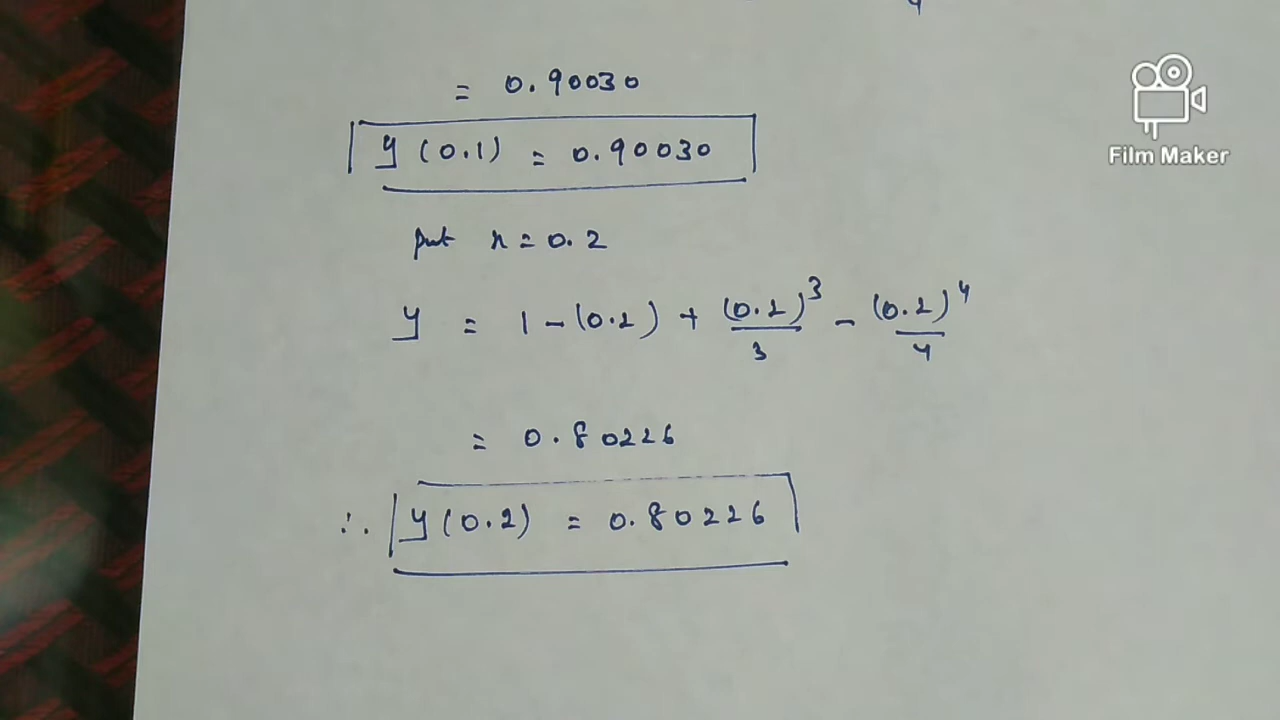 4
= 0.90030
y (0.1) = 0.90030
put x = 0.2
y = 1 - (0.2) + (0.2)^3/3 - (0.2)^4/4
= 0.80226
∴ y (0.2) = 0.80226
Film Maker